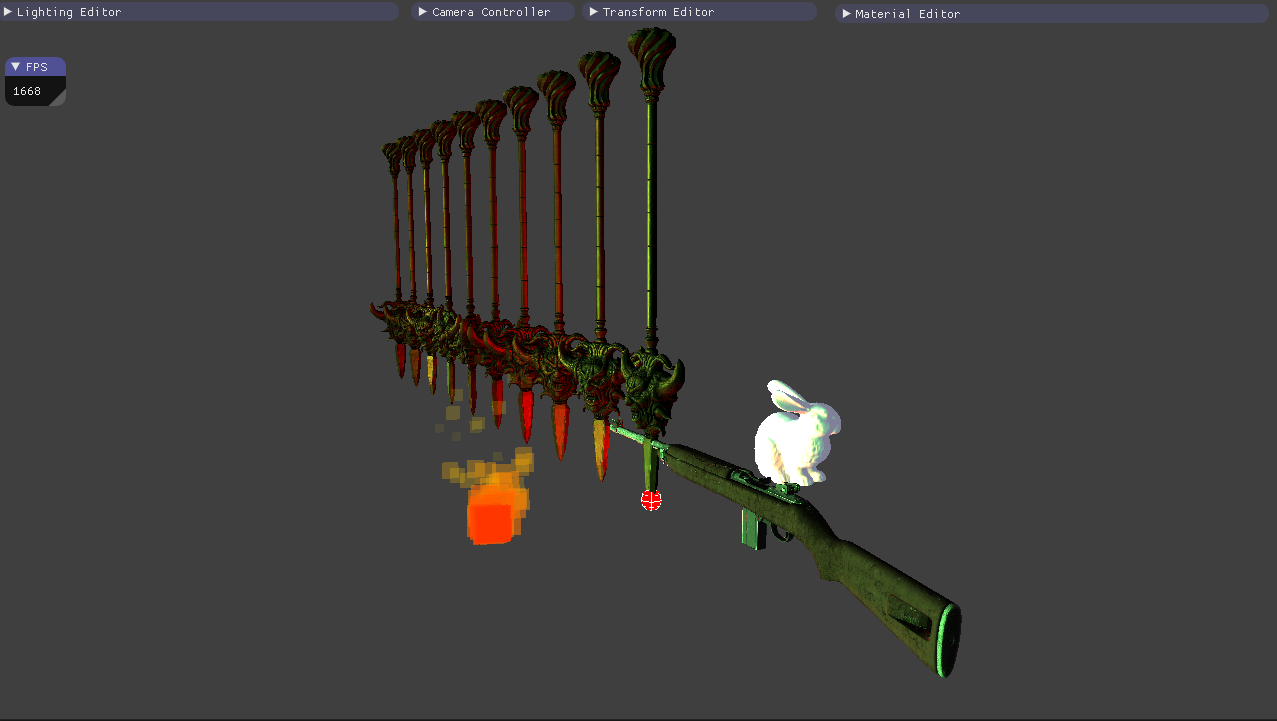 Lighting Editor
Camera Controller
Transform Editor
Material Editor
FPS
1668